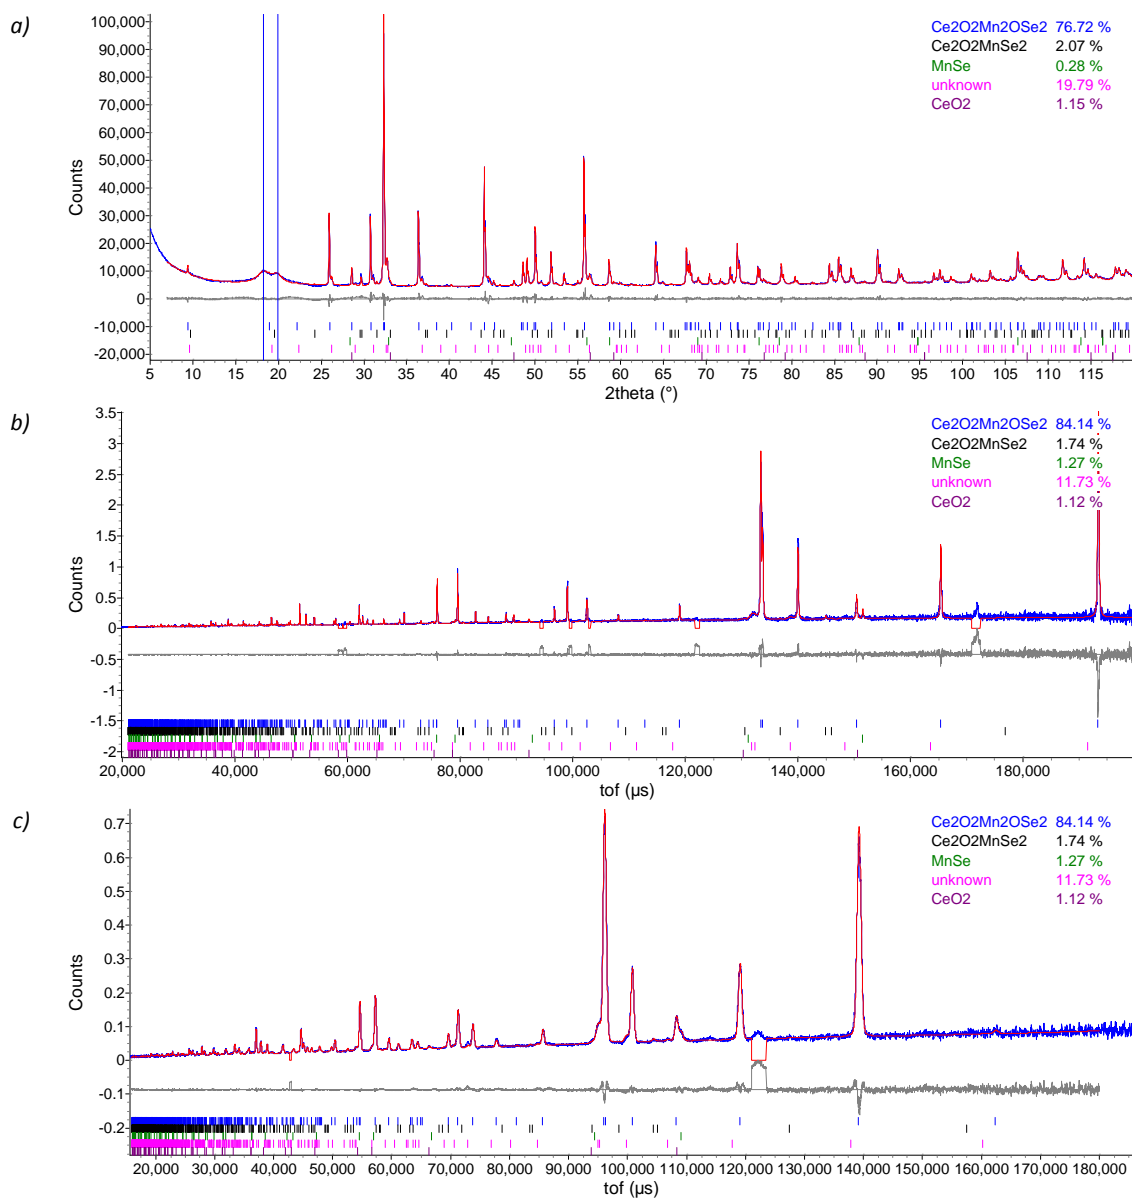 a)
100,000
90,000
80,000
70,000
60,000
50,000
40,000
30,000
20,000
10,000
0
-10,000
-20,000
Counts
Ce2O2Mn2OSe2 76.72 %
Ce2O2MnSe2 2.07 %
MnSe 0.28 %
unknown 19.79 %
CeO2 1.15 %
5 10 15 20 25 30 35 40 45 50 55 60 65 70 75 80 85 90 95 100 105 110 115
2theta (°)
b)
3.5
3
2.5
2
1.5
1
0.5
0
-0.5
-1
-1.5
-2
Counts
Ce2O2Mn2OSe2 84.14 %
Ce2O2MnSe2 1.74 %
MnSe 1.27 %
unknown 11.73 %
CeO2 1.12 %
20,000 40,000 60,000 80,000 100,000 120,000 140,000 160,000 180,000
tof (µs)
c)
0.7
0.6
0.5
0.4
0.3
0.2
0.1
0
-0.1
-0.2
Counts
Ce2O2Mn2OSe2 84.14 %
Ce2O2MnSe2 1.74 %
MnSe 1.27 %
unknown 11.73 %
CeO2 1.12 %
20,000 30,000 40,000 50,000 60,000 70,000 80,000 90,000 100,000 110,000 120,000 130,000 140,000 150,000 160,000 170,000 180,000
tof (µs)